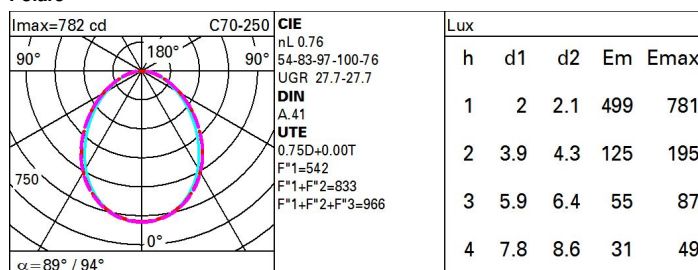 Imax=782 cd C70-250
90° 180° 90°
750
0°
α=89° / 94°
CIE
nL 0.76
54-83-97-100-76
UGR 27.7-27.7
DIN
A.41
UTE
0.75D+0.00T
F"1=542
F"1+F"2=833
F"1+F"2+F"3=966
Lux
h d1 d2 Em Emax
1 2 2.1 499 781
2 3.9 4.3 125 195
3 5.9 6.4 55 87
4 7.8 8.6 31 49